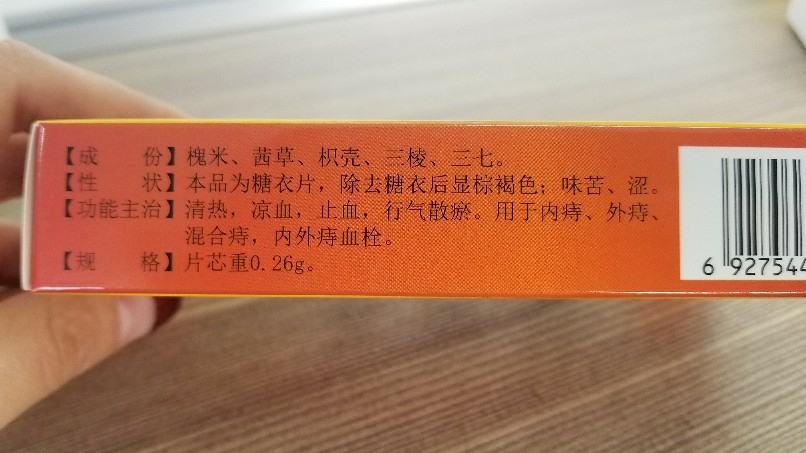 【成 份】槐米、茜草、枳壳、三棱、三七。
【性 状】本品为糖衣片，除去糖衣后显棕褐色；味苦、涩。
【功能主治】清热，凉血，止血，行气散瘀。用于内痔、外痔、
混合痔，内外痔血栓。
【规 格】片芯重0.26g。
6 927544